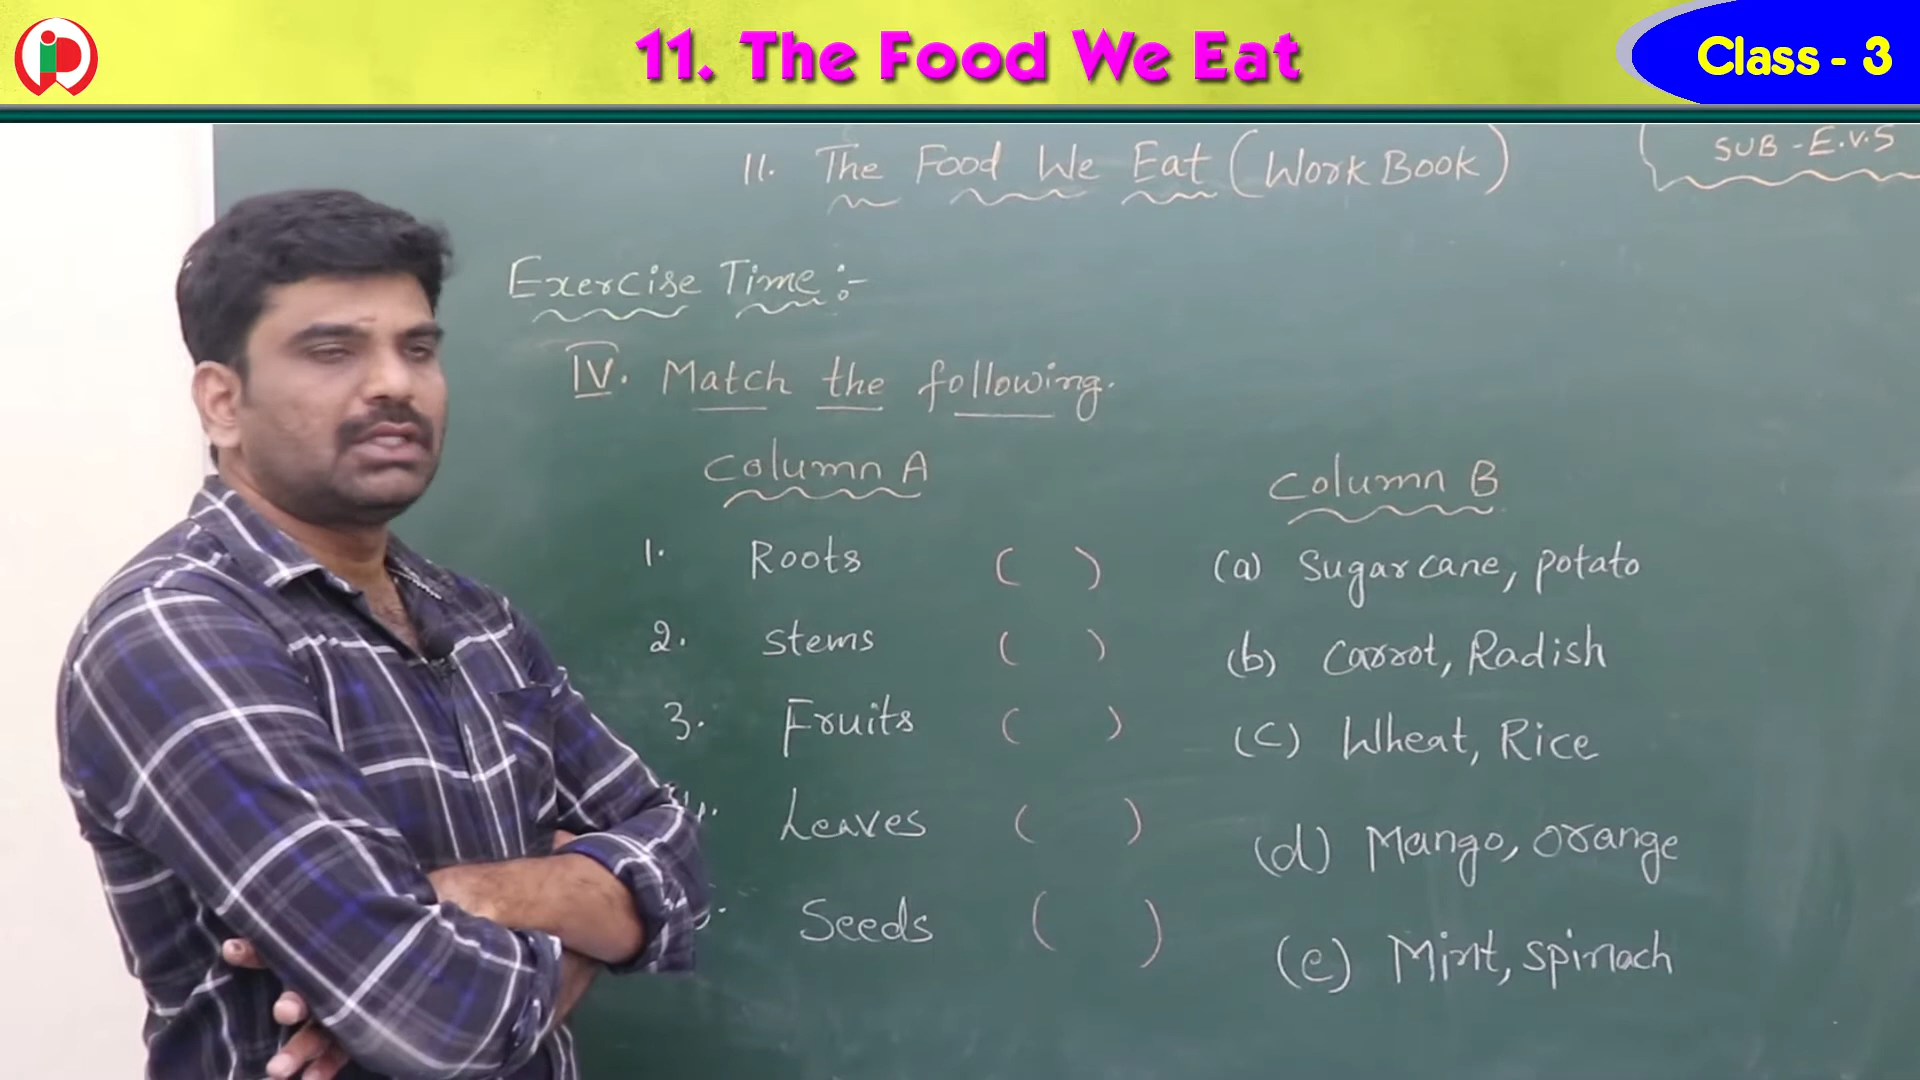 11. The Food We Eat
Class - 3
SUB - E.V.S
11. The Food We Eat (Work Book)
Exercise Time :-
IV. Match the following.
Column A
Column B
1. Roots ( ) (a) Sugarcane, potato
2. Stems ( ) (b) Carrot, Radish
3. Fruits ( ) (c) Wheat, Rice
4. Leaves ( ) (d) Mango, orange
Seeds ( ) (e) Mint, spinach